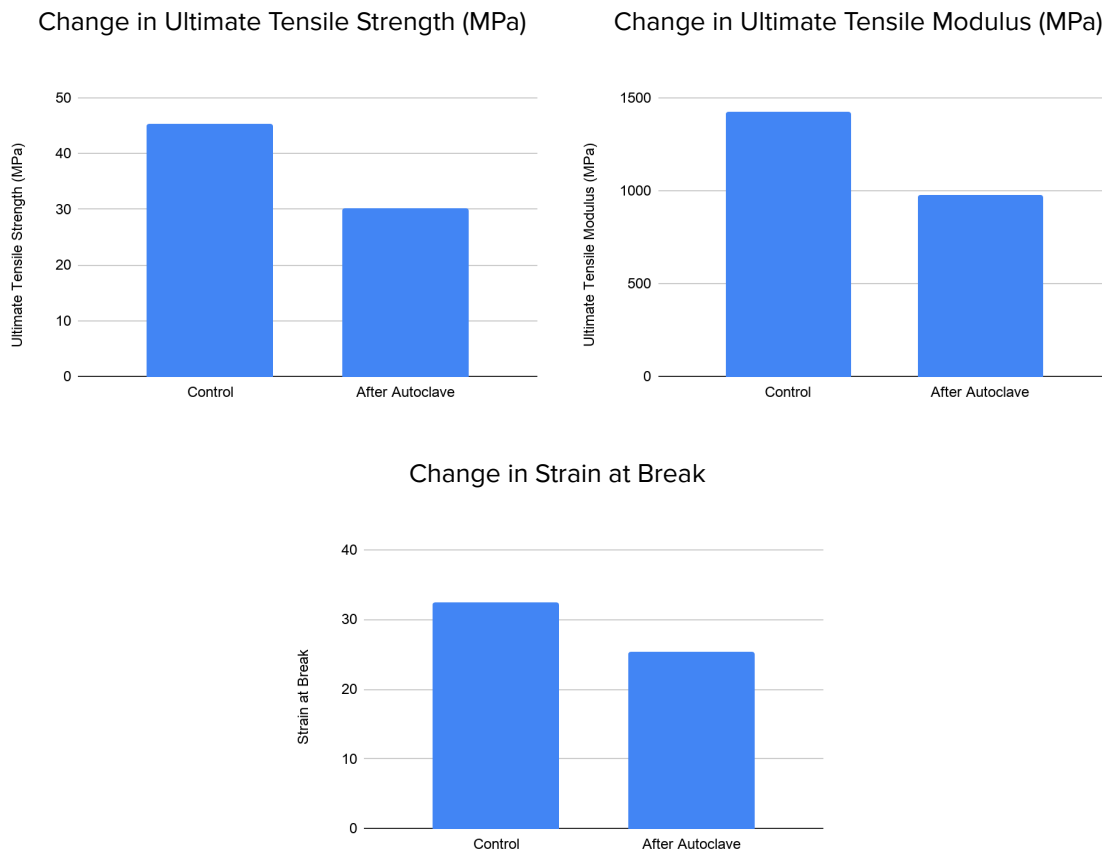 Change in Ultimate Tensile Strength (MPa)
Ultimate Tensile Strength (MPa)
50
40
30
20
10
0
Control
After Autoclave
Change in Ultimate Tensile Modulus (MPa)
Ultimate Tensile Modulus (MPa)
1500
1000
500
0
Control
After Autoclave
Change in Strain at Break
Strain at Break
40
30
20
10
0
Control
After Autoclave